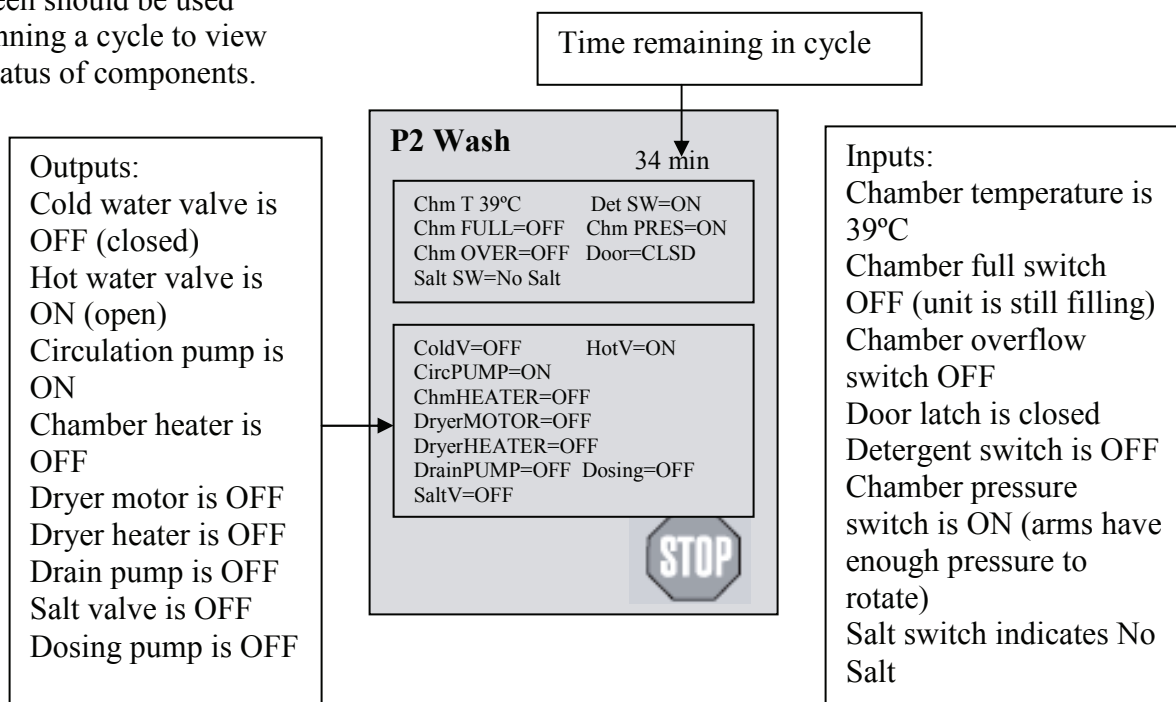 een should be used
nning a cycle to view
atus of components.
Time remaining in cycle
Outputs:
Cold water valve is
OFF (closed)
Hot water valve is
ON (open)
Circulation pump is
ON
Chamber heater is
OFF
Dryer motor is OFF
Dryer heater is OFF
Drain pump is OFF
Salt valve is OFF
Dosing pump is OFF
P2 Wash
34 min
Chm T 39ºC Det SW=ON
Chm FULL=OFF Chm PRES=ON
Chm OVER=OFF Door=CLSD
Salt SW=No Salt
ColdV=OFF HotV=ON
CircPUMP=ON
ChmHEATER=OFF
DryerMOTOR=OFF
DryerHEATER=OFF
DrainPUMP=OFF Dosing=OFF
SaltV=OFF
STOP
Inputs:
Chamber temperature is
39ºC
Chamber full switch
OFF (unit is still filling)
Chamber overflow
switch OFF
Door latch is closed
Detergent switch is OFF
Chamber pressure
switch is ON (arms have
enough pressure to
rotate)
Salt switch indicates No
Salt